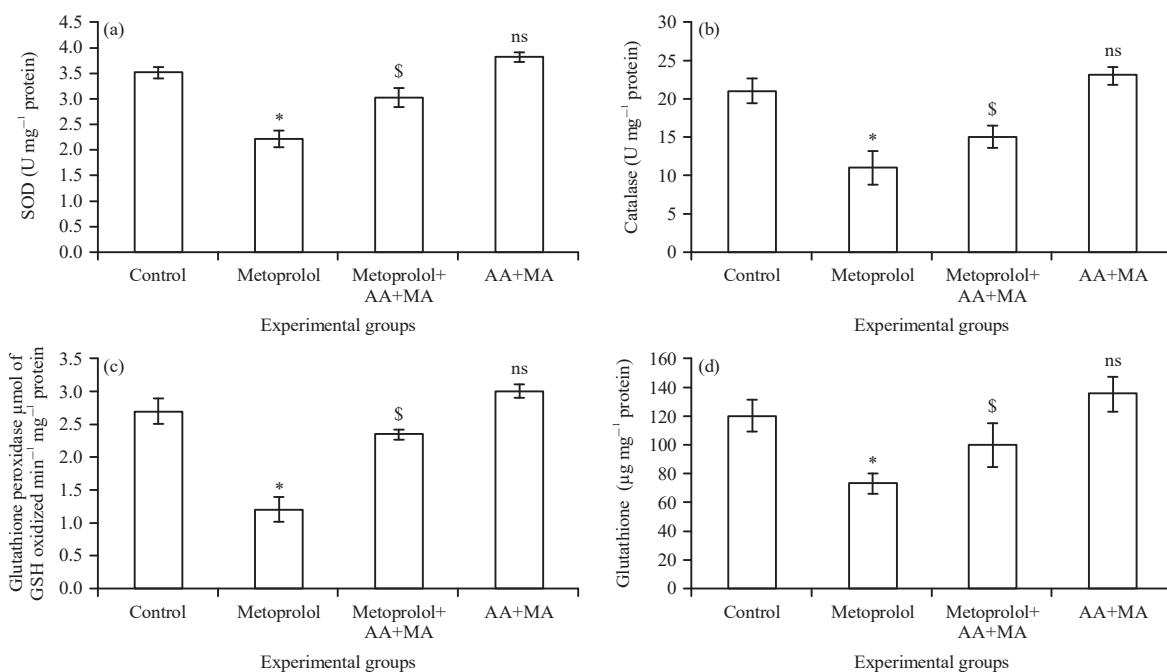 (a)
SOD (U mg⁻¹ protein)
4.5
4.0
3.5
3.0
2.5
2.0
1.5
1.0
0.5
0.0
*
$
ns
Control
Metoprolol
Metoprolol+
AA+MA
AA+MA
Experimental groups
(b)
Catalase (U mg⁻¹ protein)
30
25
20
15
10
5
0
*
$
ns
Control
Metoprolol
Metoprolol+
AA+MA
AA+MA
Experimental groups
(c)
Glutathione peroxidase µmol of
GSH oxidized min⁻¹ mg⁻¹ protein
3.5
3.0
2.5
2.0
1.5
1.0
0.5
0.0
*
$
ns
Control
Metoprolol
Metoprolol+
AA+MA
AA+MA
Experimental groups
(d)
Glutathione (µg mg⁻¹ protein)
160
140
120
100
80
60
40
20
0
*
$
ns
Control
Metoprolol
Metoprolol+
AA+MA
AA+MA
Experimental groups